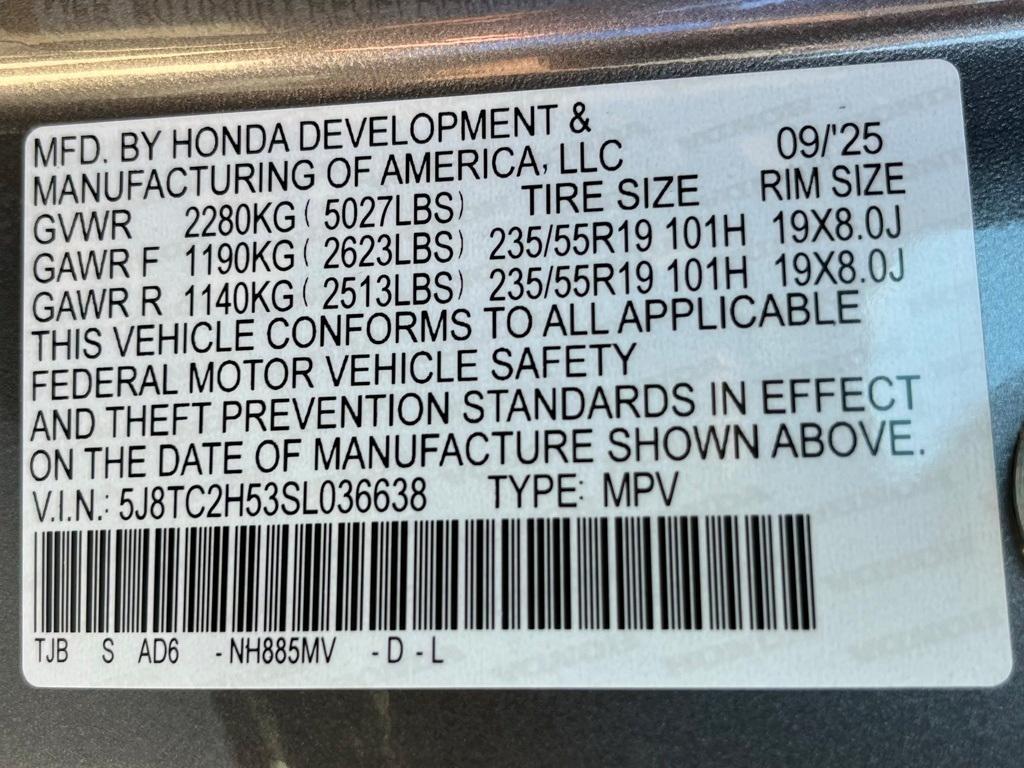 MFD. BY HONDA DEVELOPMENT &
MANUFACTURING OF AMERICA, LLC 09/'25
GVWR 2280KG ( 5027LBS) TIRE SIZE RIM SIZE
GAWR F 1190KG ( 2623LBS) 235/55R19 101H 19X8.0J
GAWR R 1140KG ( 2513LBS) 235/55R19 101H 19X8.0J
THIS VEHICLE CONFORMS TO ALL APPLICABLE
FEDERAL MOTOR VEHICLE SAFETY
AND THEFT PREVENTION STANDARDS IN EFFECT
ON THE DATE OF MANUFACTURE SHOWN ABOVE.
V.I.N.: 5J8TC2H53SL036638 TYPE: MPV
TJB S AD6 -NH885MV -D -L